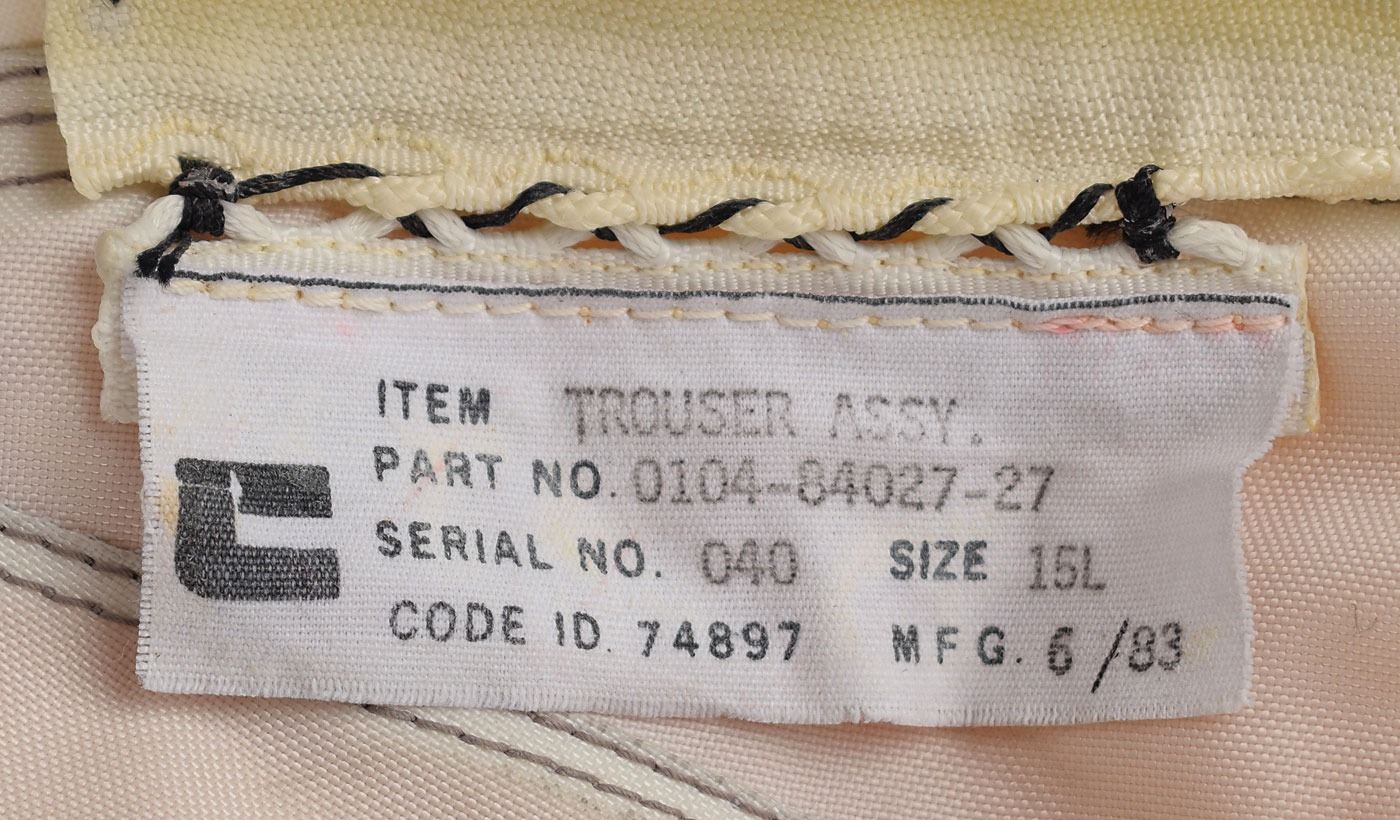 ITEM TROUSER ASSY.
PART NO. 0104-84027-27
SERIAL NO. 040 SIZE 15L
CODE ID. 74897 MFG. 6/83